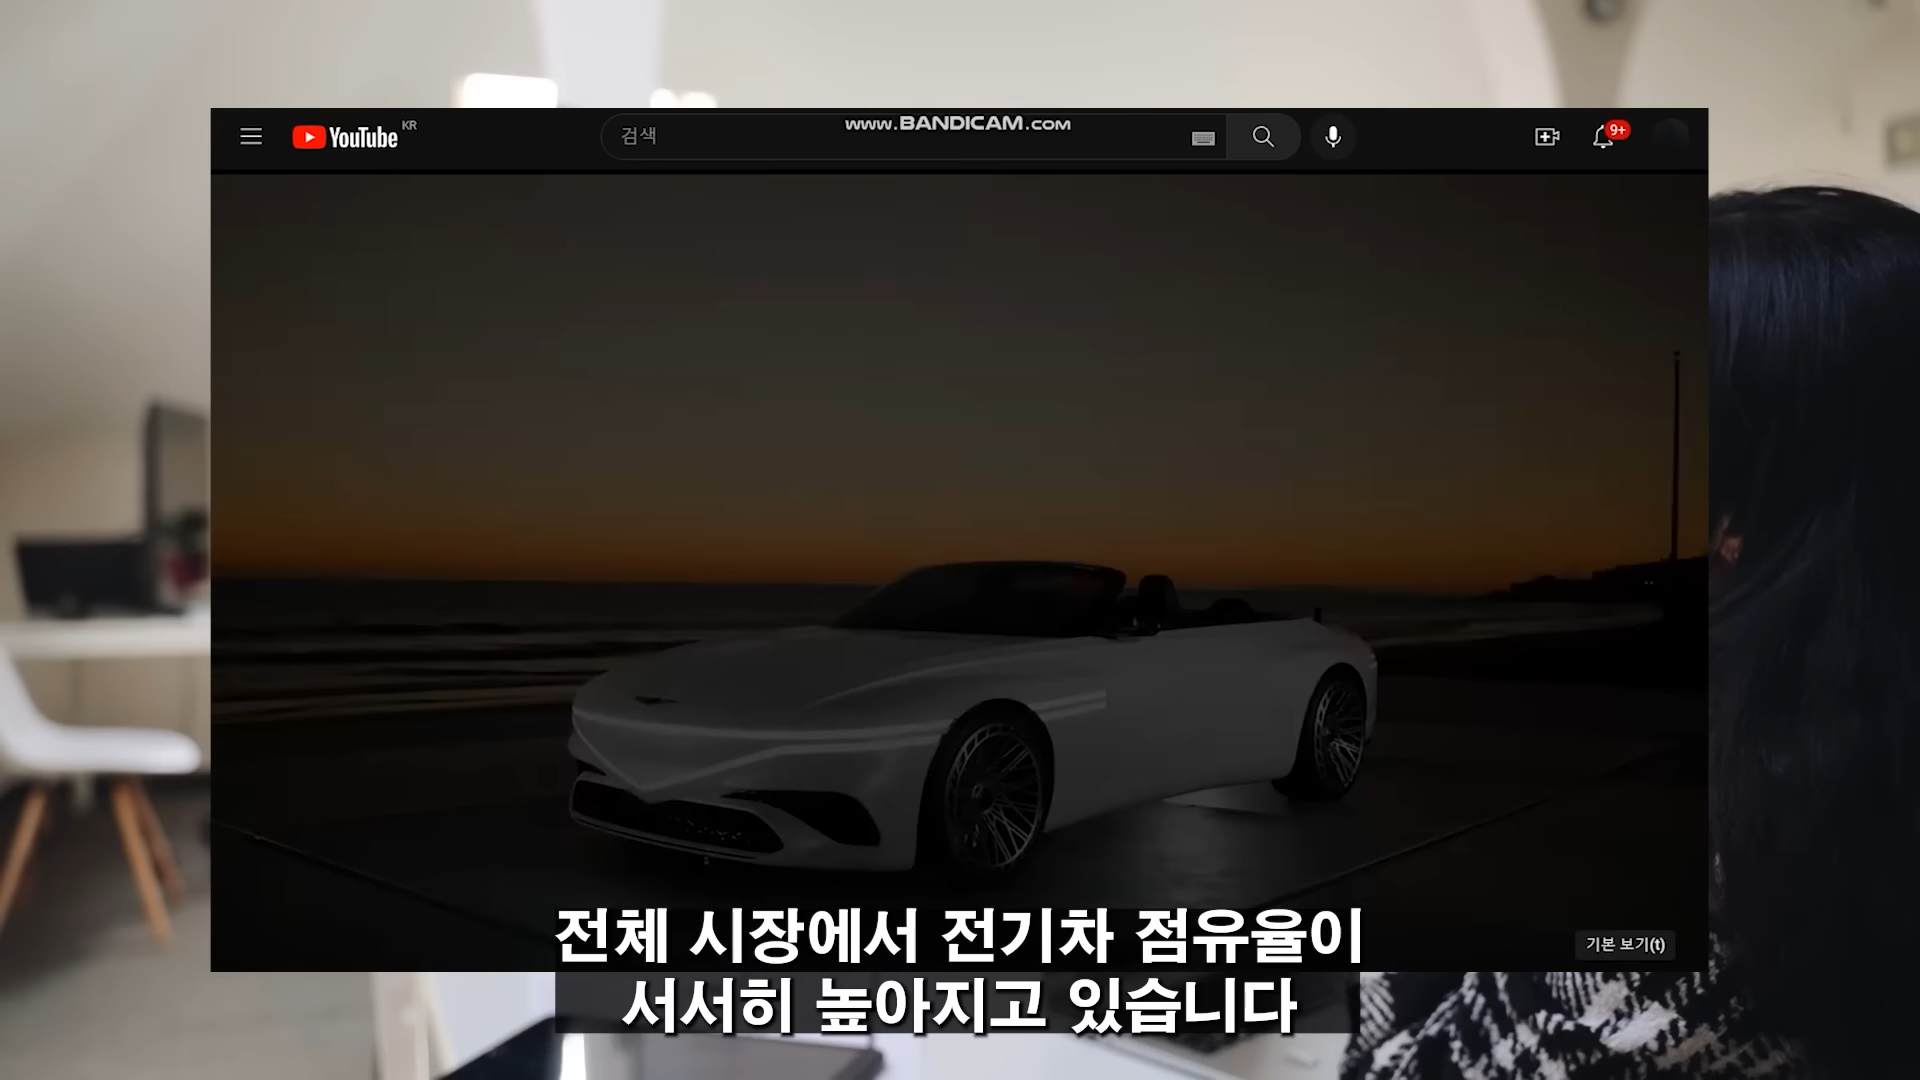 YouTube KR
검색
www.BANDICAM.com
9+
기본 보기(t)
전체 시장에서 전기차 점유율이
서서히 높아지고 있습니다